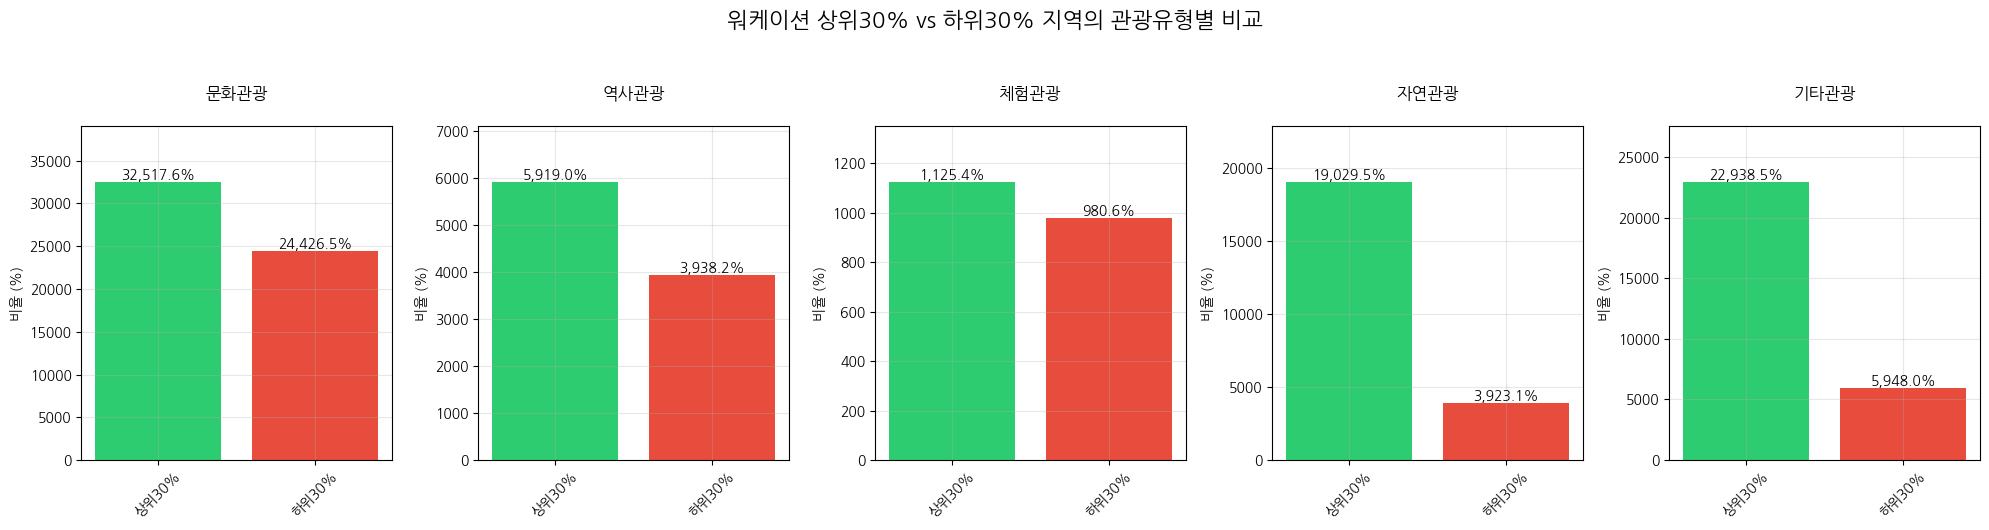 워케이션 상위30% vs 하위30% 지역의 관광유형별 비교
문화관광
비율 (%)
35000
30000
25000
20000
15000
10000
5000
0
32,517.6%
24,426.5%
상위30%
하위30%
역사관광
비율 (%)
7000
6000
5000
4000
3000
2000
1000
0
5,919.0%
3,938.2%
상위30%
하위30%
체험관광
비율 (%)
1200
1000
800
600
400
200
0
1,125.4%
980.6%
상위30%
하위30%
자연관광
비율 (%)
20000
15000
10000
5000
0
19,029.5%
3,923.1%
상위30%
하위30%
기타관광
비율 (%)
25000
20000
15000
10000
5000
0
22,938.5%
5,948.0%
상위30%
하위30%